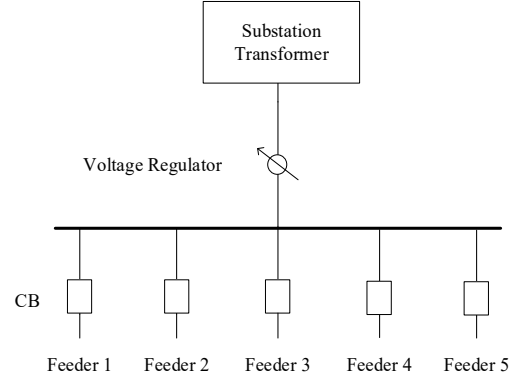 Substation
Transformer
Voltage Regulator
CB
Feeder 1 Feeder 2 Feeder 3 Feeder 4 Feeder 5